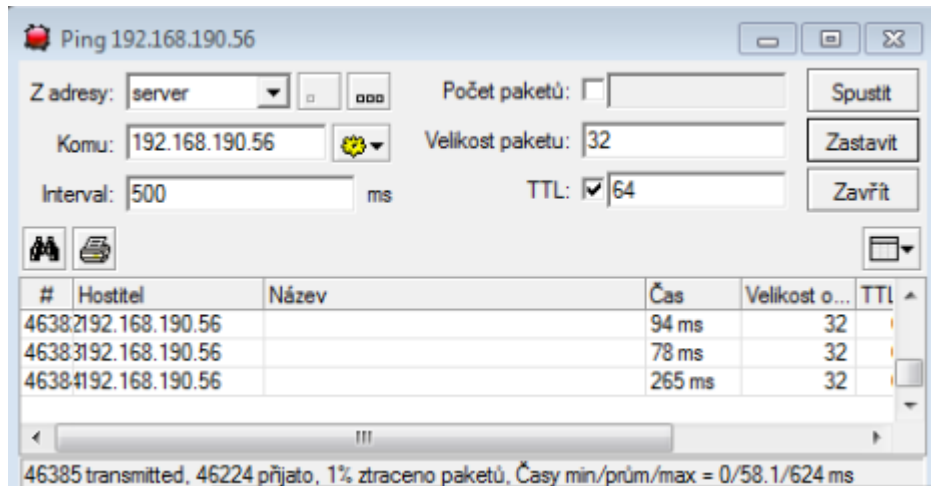 Ping 192.168.190.56
Z adresy: server Počet paketů: Spustit
Komu: 192.168.190.56 Velikost paketu: 32 Zastavit
Interval: 500 ms TTL: 64 Zavřít
# Hostitel Název Čas Velikost o... TTL
46382 192.168.190.56 94 ms 32
46383 192.168.190.56 78 ms 32
46384 192.168.190.56 265 ms 32
46385 transmitted, 46224 přijato, 1% ztraceno paketů, Časy min/prům/max = 0/58.1/624 ms